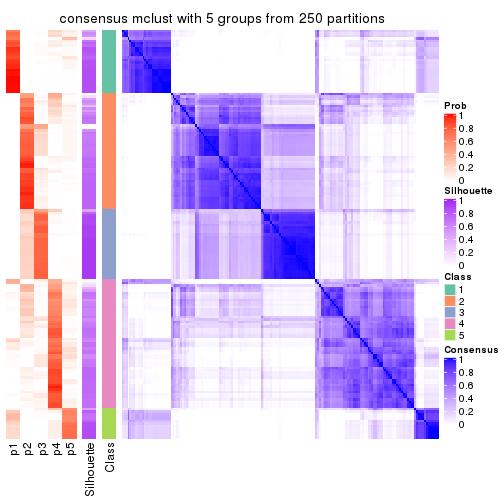 consensus mclust with 5 groups from 250 partitions
Prob
1
0.8
0.6
0.4
0.2
0
Silhouette
1
0.8
0.6
0.4
0.2
0
Class
1
2
3
4
5
Consensus
1
0.8
0.6
0.4
0.2
0
p1
p2
p3
p4
p5
Silhouette
Class